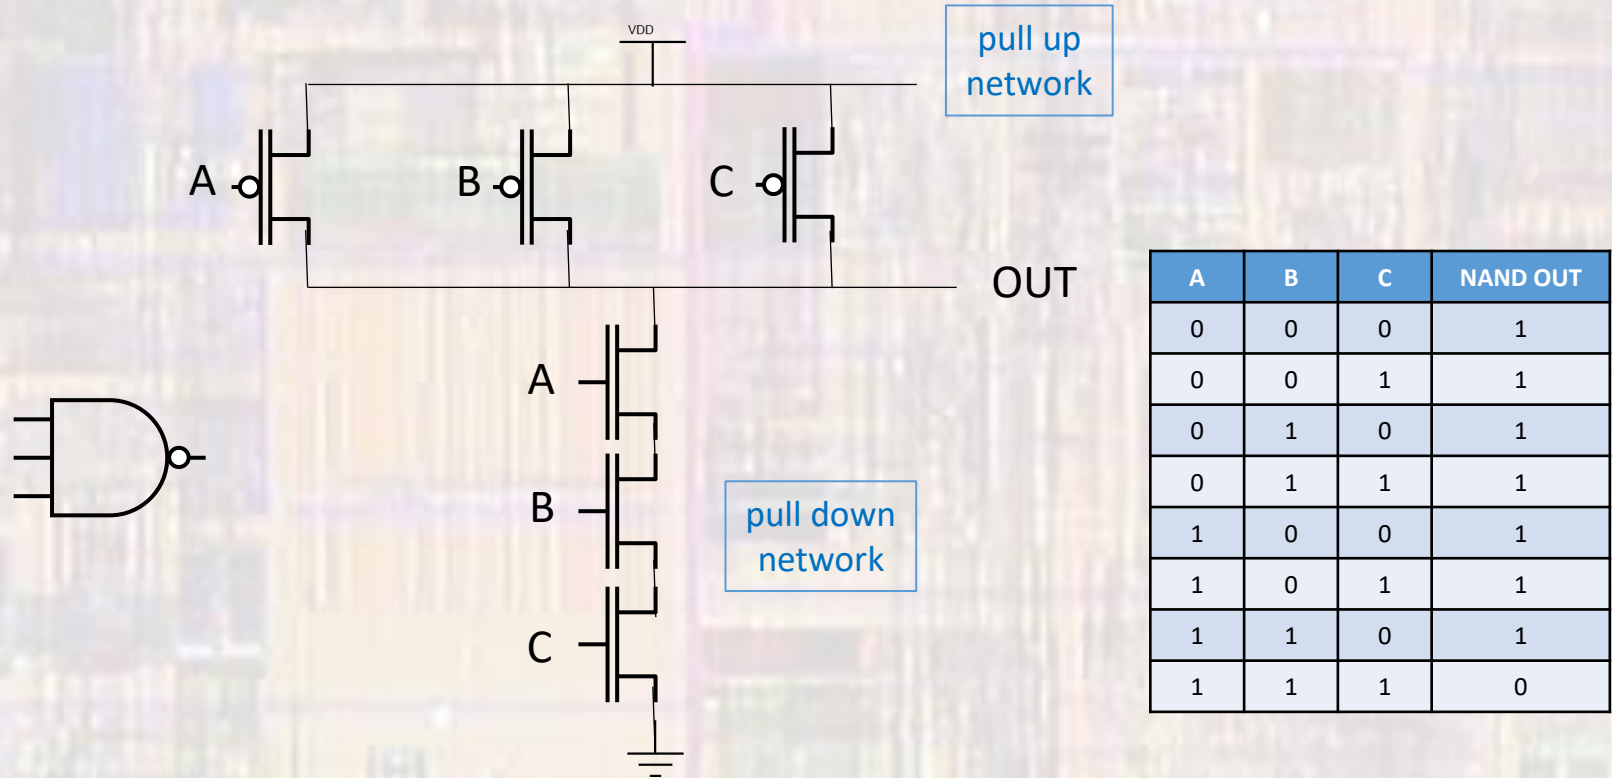 VDD
pull up
network
A
B
C
OUT
A
B
pull down
network
C
A B C NAND OUT
0 0 0 1
0 0 1 1
0 1 0 1
0 1 1 1
1 0 0 1
1 0 1 1
1 1 0 1
1 1 1 0